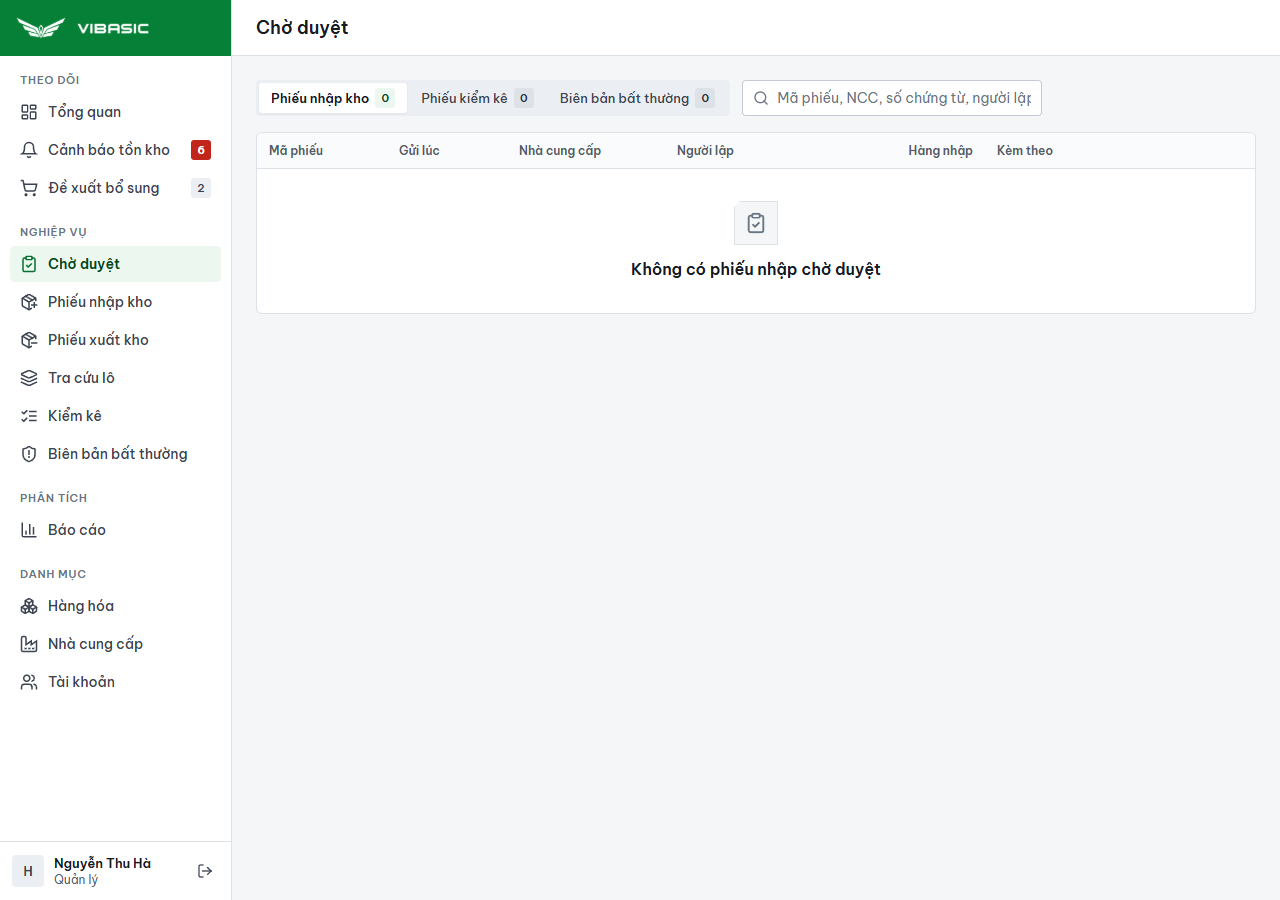 VIBASIC
Chờ duyệt
THEO DÕI
Tổng quan
Cảnh báo tồn kho 6
Đề xuất bổ sung 2
NGHIỆP VỤ
Chờ duyệt
Phiếu nhập kho
Phiếu xuất kho
Tra cứu lô
Kiểm kê
Biên bản bất thường
PHÂN TÍCH
Báo cáo
DANH MỤC
Hàng hóa
Nhà cung cấp
Tài khoản
H
Nguyễn Thu Hà
Quản lý
Phiếu nhập kho 0 Phiếu kiểm kê 0 Biên bản bất thường 0 Mã phiếu, NCC, số chứng từ, người lập
Mã phiếu Gửi lúc Nhà cung cấp Người lập Hàng nhập Kèm theo
Không có phiếu nhập chờ duyệt